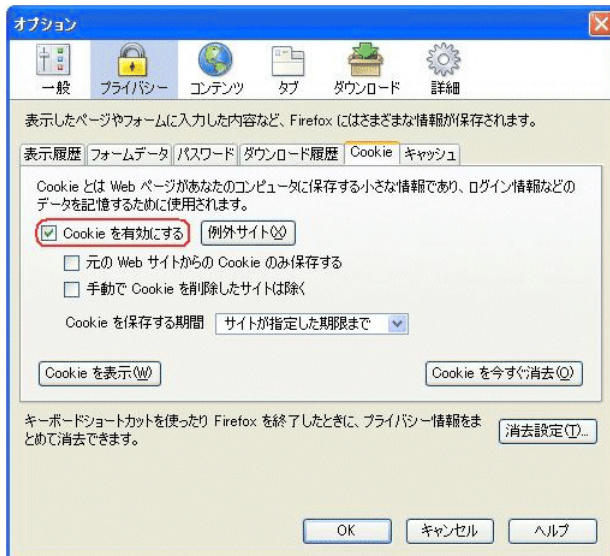 オプション
一般 プライバシー コンテンツ タブ ダウンロード 詳細
表示したページやフォームに入力した内容など、Firefox にはさまざまな情報が保存されます。
表示履歴 フォームデータ パスワード ダウンロード履歴 Cookie キャッシュ
Cookie とは Web ページがあなたのコンピュータに保存する小さな情報であり、ログイン情報などの
データを記憶するために使用されます。
Cookie を有効にする 例外サイト(X)
元の Web サイトからの Cookie のみ保存する
手動で Cookie を削除したサイトは除く
Cookie を保存する期間 サイトが指定した期限まで
Cookie を表示(W) Cookie を今すぐ消去(O)
キーボードショートカットを使ったり Firefox を終了したときに、プライバシー情報をま
とめて消去できます。 消去設定(T)...
OK キャンセル ヘルプ